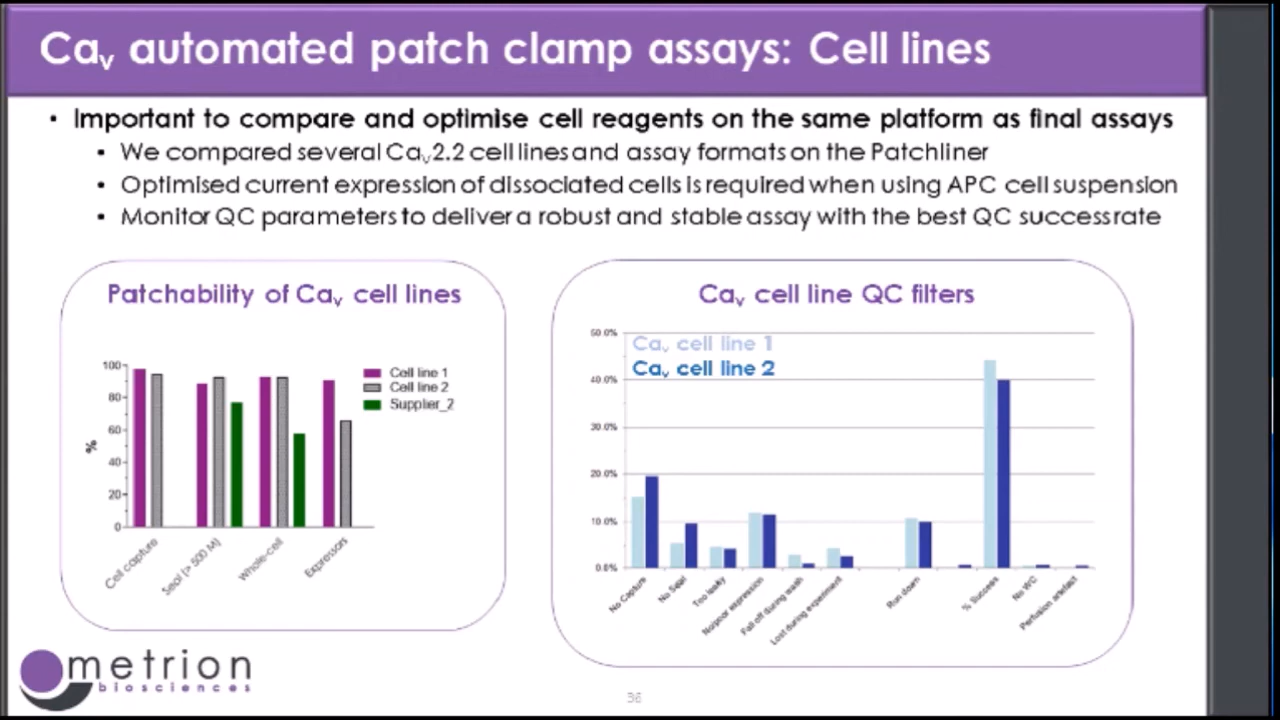 Cav automated patch clamp assays: Cell lines
• Important to compare and optimise cell reagents on the same platform as final assays
• We compared several Cav2.2 cell lines and assay formats on the Patchliner
• Optimised current expression of dissociated cells is required when using APC cell suspension
• Monitor QC parameters to deliver a robust and stable assay with the best QC success rate
Patchability of Cav cell lines
100
80
60
40
20
0
%
Cell line 1
Cell line 2
Supplier_2
Cell capture
Seal (> 500 M)
Whole-cell
Expressors
Cav cell line QC filters
50.0%
40.0%
30.0%
20.0%
10.0%
0.0%
Cav cell line 1
Cav cell line 2
No Capture
No Seal
Too leaky
No/poor expression
Fall off during wash
Lost during experiment
Run down
% Success
No WC
Perfusion artefact
metrion
biosciences
36